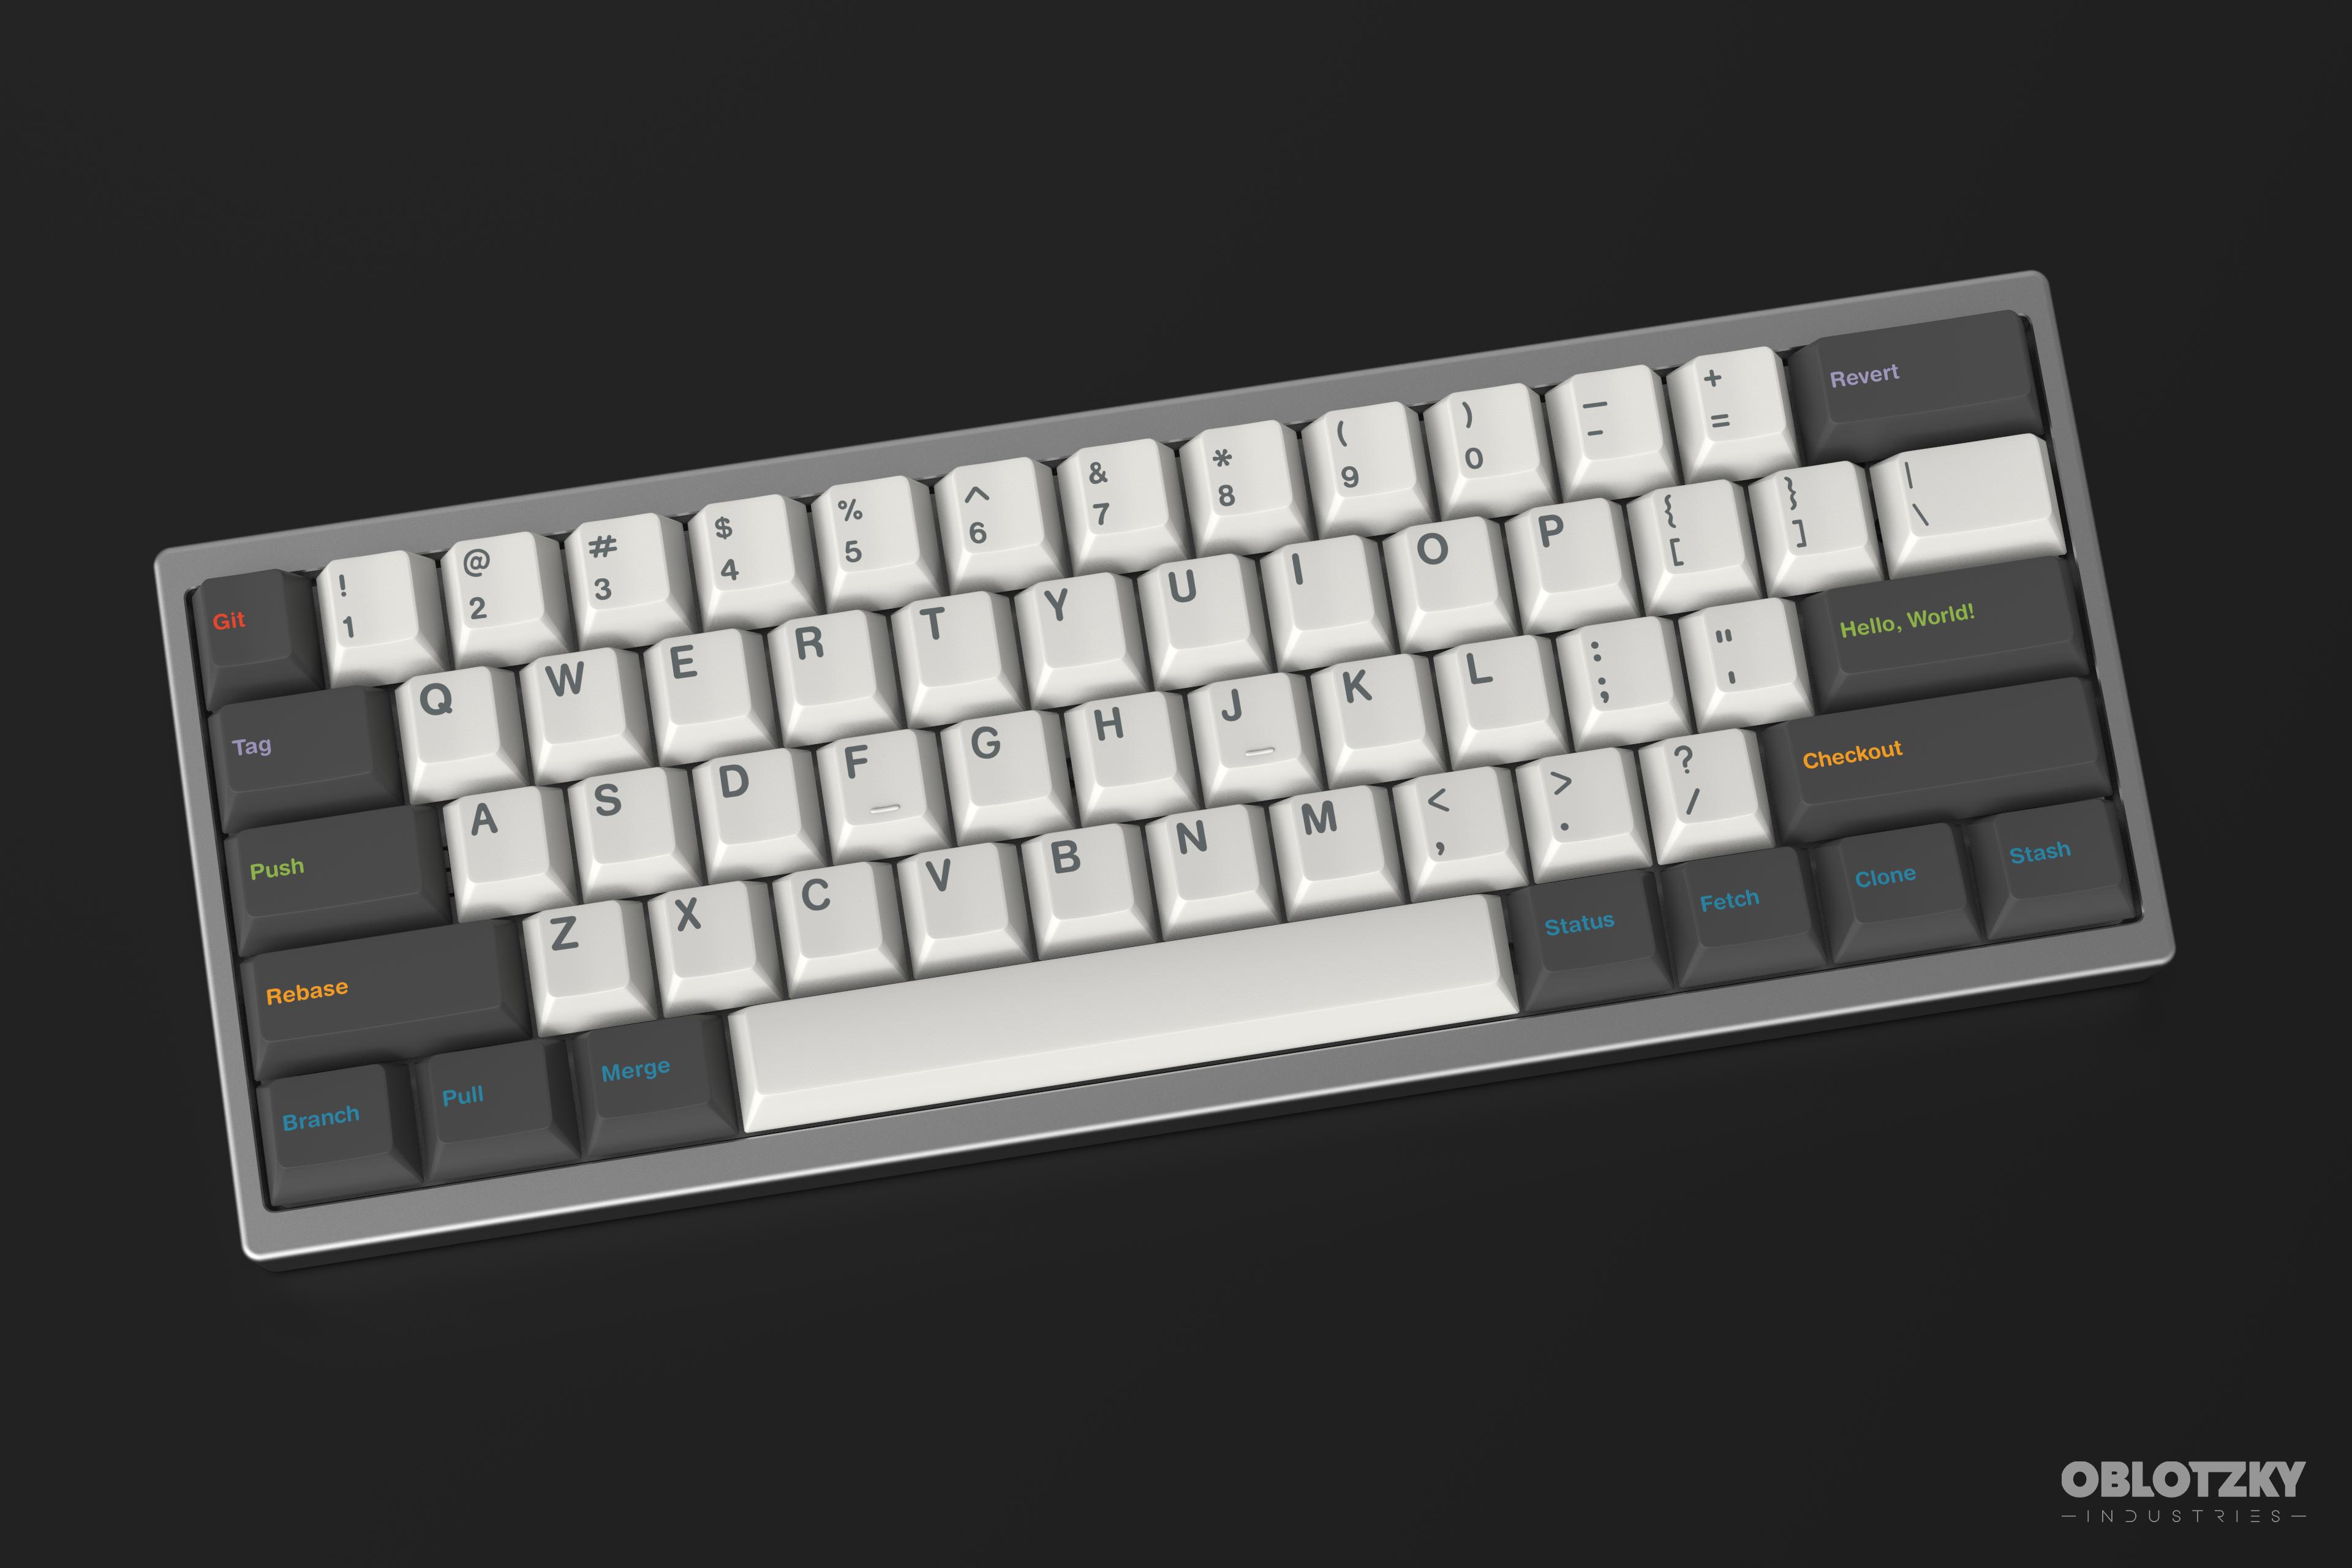 Git ! 1 @ 2 # 3 $ 4 % 5 ^ 6 & 7 * 8 ( 9 ) 0 — - + = Revert
Tag Q W E R T Y U I O P { [ } ] | \
Push A S D F G H J K L : ; " ' Hello, World!
Rebase Z X C V B N M < , > . ? / Checkout
Branch Pull Merge Status Fetch Clone Stash
OBLOTZKY
INDUSTRIES